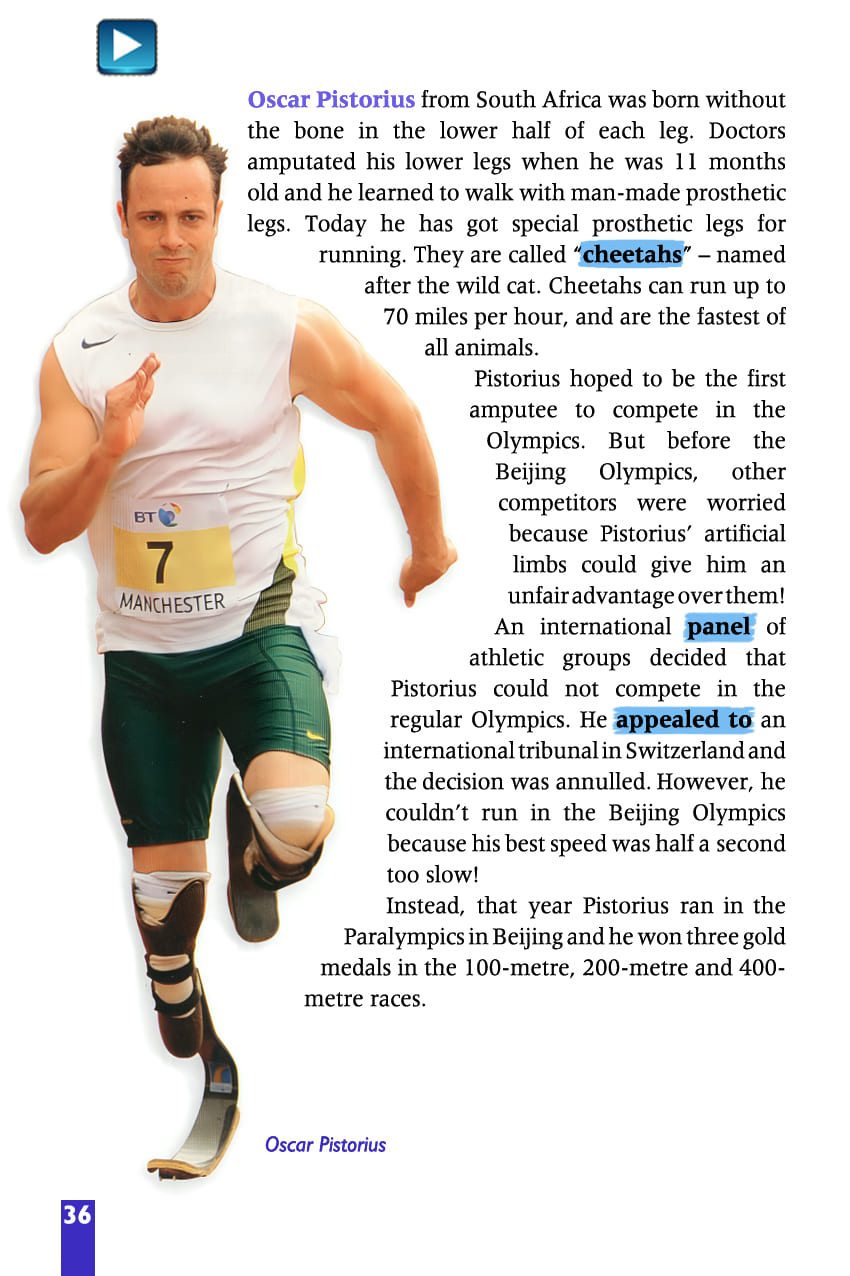 Oscar Pistorius from South Africa was born without
the bone in the lower half of each leg. Doctors
amputated his lower legs when he was 11 months
old and he learned to walk with man-made prosthetic
legs. Today he has got special prosthetic legs for
running. They are called “cheetahs” – named
after the wild cat. Cheetahs can run up to
70 miles per hour, and are the fastest of
all animals.
Pistorius hoped to be the first
amputee to compete in the
Olympics. But before the
Beijing Olympics, other
competitors were worried
because Pistorius’ artificial
limbs could give him an
unfair advantage over them!
An international panel of
athletic groups decided that
Pistorius could not compete in the
regular Olympics. He appealed to an
international tribunal in Switzerland and
the decision was annulled. However, he
couldn’t run in the Beijing Olympics
because his best speed was half a second
too slow!
Instead, that year Pistorius ran in the
Paralympics in Beijing and he won three gold
medals in the 100-metre, 200-metre and 400-
metre races.
BT
7
MANCHESTER
Oscar Pistorius
36